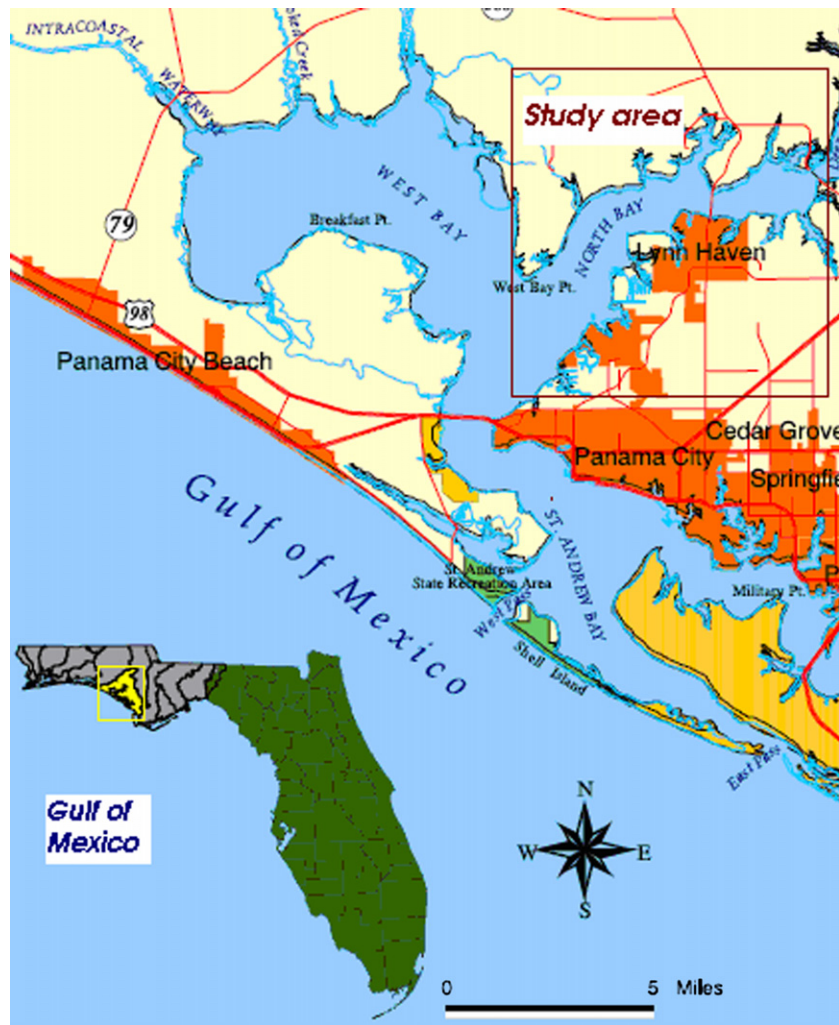 INTRACOASTAL
WATERWAY
Creek
Study area
WEST BAY
NORTH BAY
79
Breakfast Pt.
Lynn Haven
West Bay Pt.
98
Panama City Beach
Cedar Grove
Panama City
Springfie
Gulf of Mexico
ST. ANDREW BAY
St. Andrew
State Recreation Area
Military Pt.
P
West Pass
Shell Island
East Pass
Gulf of
Mexico
N
W E
S
0 5 Miles